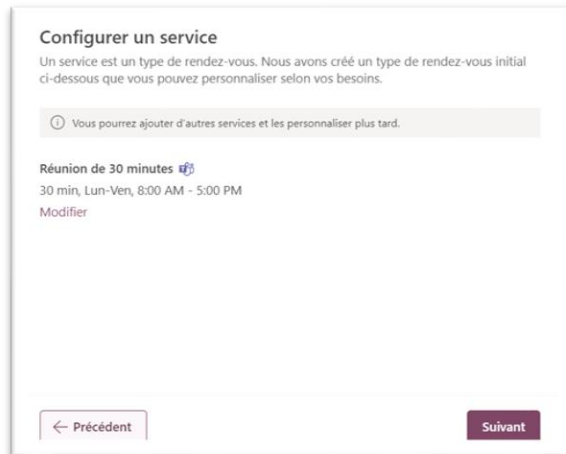 Configurer un service
Un service est un type de rendez-vous. Nous avons créé un type de rendez-vous initial
ci-dessous que vous pouvez personnaliser selon vos besoins.
Vous pourrez ajouter d'autres services et les personnaliser plus tard.
Réunion de 30 minutes
30 min, Lun-Ven, 8:00 AM - 5:00 PM
Modifier
← Précédent
Suivant